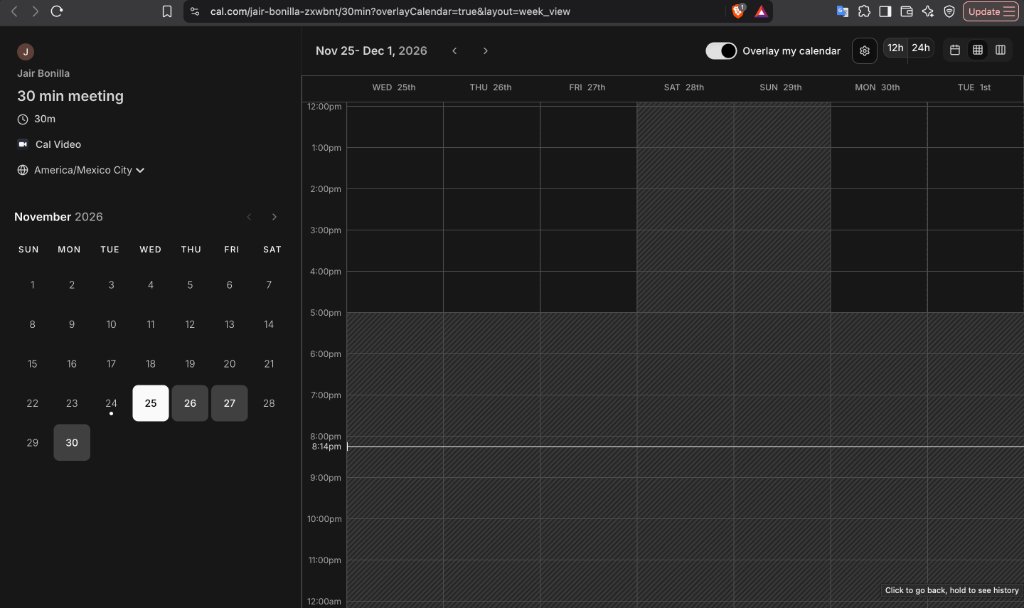 cal.com/jair-bonilla-zxwbnt/30min?overlayCalendar=true&layout=week_view
1
Update
J
Jair Bonilla
30 min meeting
30m
Cal Video
America/Mexico City
November 2026
SUN MON TUE WED THU FRI SAT
1 2 3 4 5 6 7
8 9 10 11 12 13 14
15 16 17 18 19 20 21
22 23 24 25 26 27 28
29 30
Nov 25- Dec 1, 2026
Overlay my calendar
12h 24h
WED 25th THU 26th FRI 27th SAT 28th SUN 29th MON 30th TUE 1st
12:00pm
1:00pm
2:00pm
3:00pm
4:00pm
5:00pm
6:00pm
7:00pm
8:00pm
8:14pm
9:00pm
10:00pm
11:00pm
12:00am
Click to go back, hold to see history